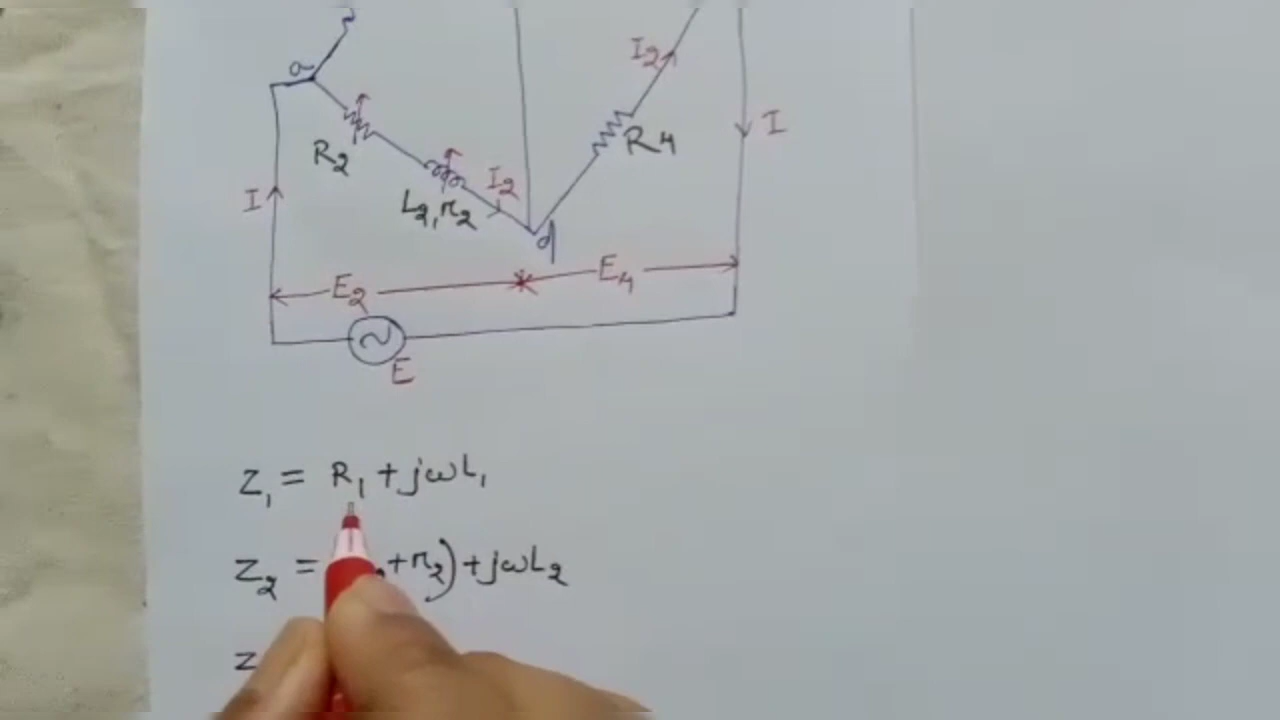 a
I2
R4
I
R2
L2, r2
I2
I
d
E2
E4
E
Z1 = R1 + jωL1
Z2 = +r2) + jωL2
Z